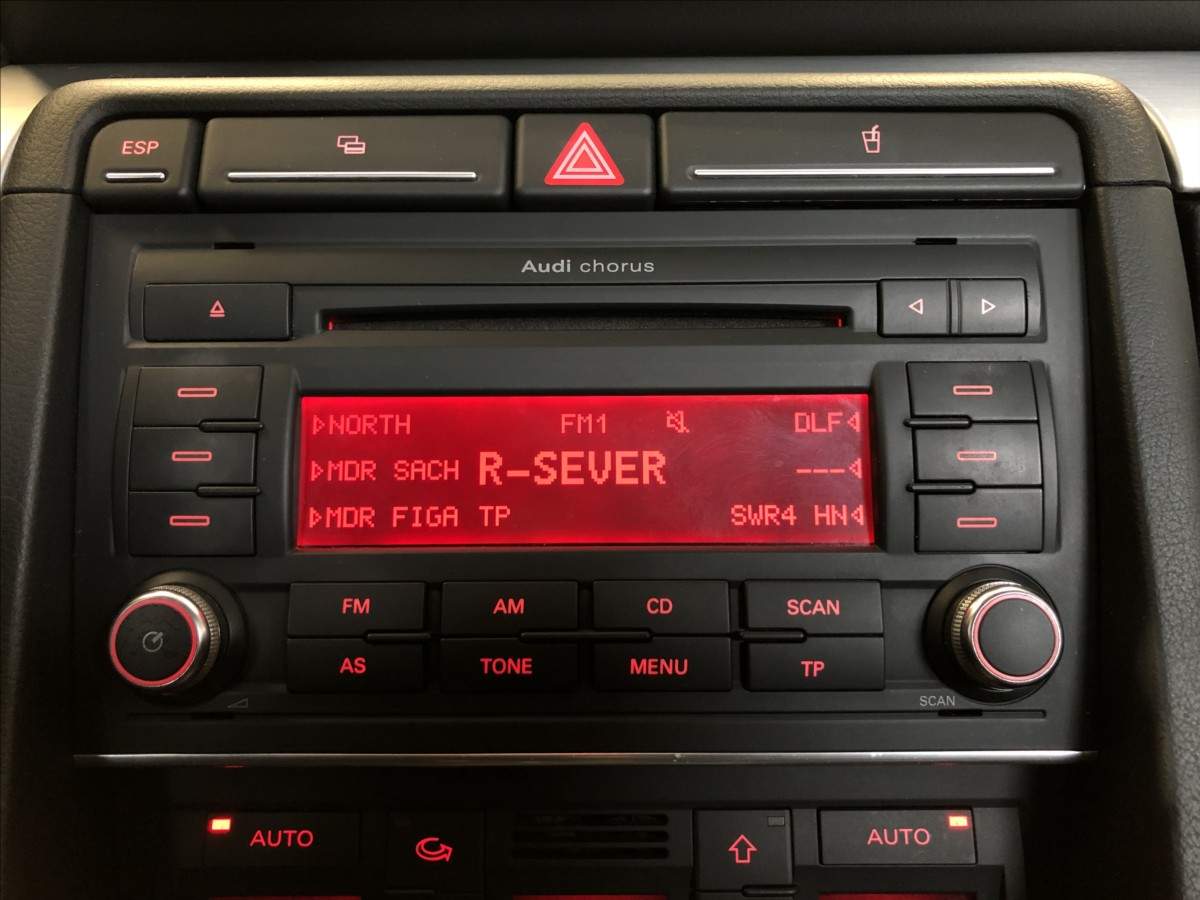 ESP
Audi chorus
NORTH FM1 DLF
MDR SACH R-SEVER ---
MDR FIGA TP SWR4 HN
FM AM CD SCAN
AS TONE MENU TP
SCAN
AUTO AUTO